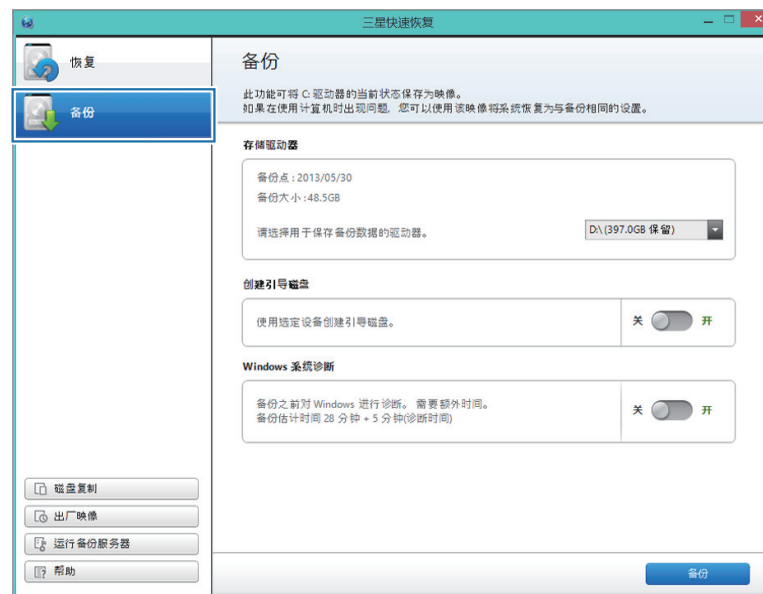 三星快速恢复
恢复
备份
备份
此功能可将 C: 驱动器的当前状态保存为映像。
如果在使用计算机时出现问题, 您可以使用该映像将系统恢复为与备份相同的设置。
存储驱动器
备份点 : 2013/05/30
备份大小 :48.5GB
请选择用于保存备份数据的驱动器。
D:\ (397.0GB 保留)
创建引导磁盘
使用选定设备创建引导磁盘。
关 开
Windows 系统诊断
备份之前对 Windows 进行诊断。 需要额外时间。
备份估计时间 28 分钟 + 5 分钟(诊断时间)
关 开
磁盘复制
出厂映像
运行备份服务器
帮助
备份